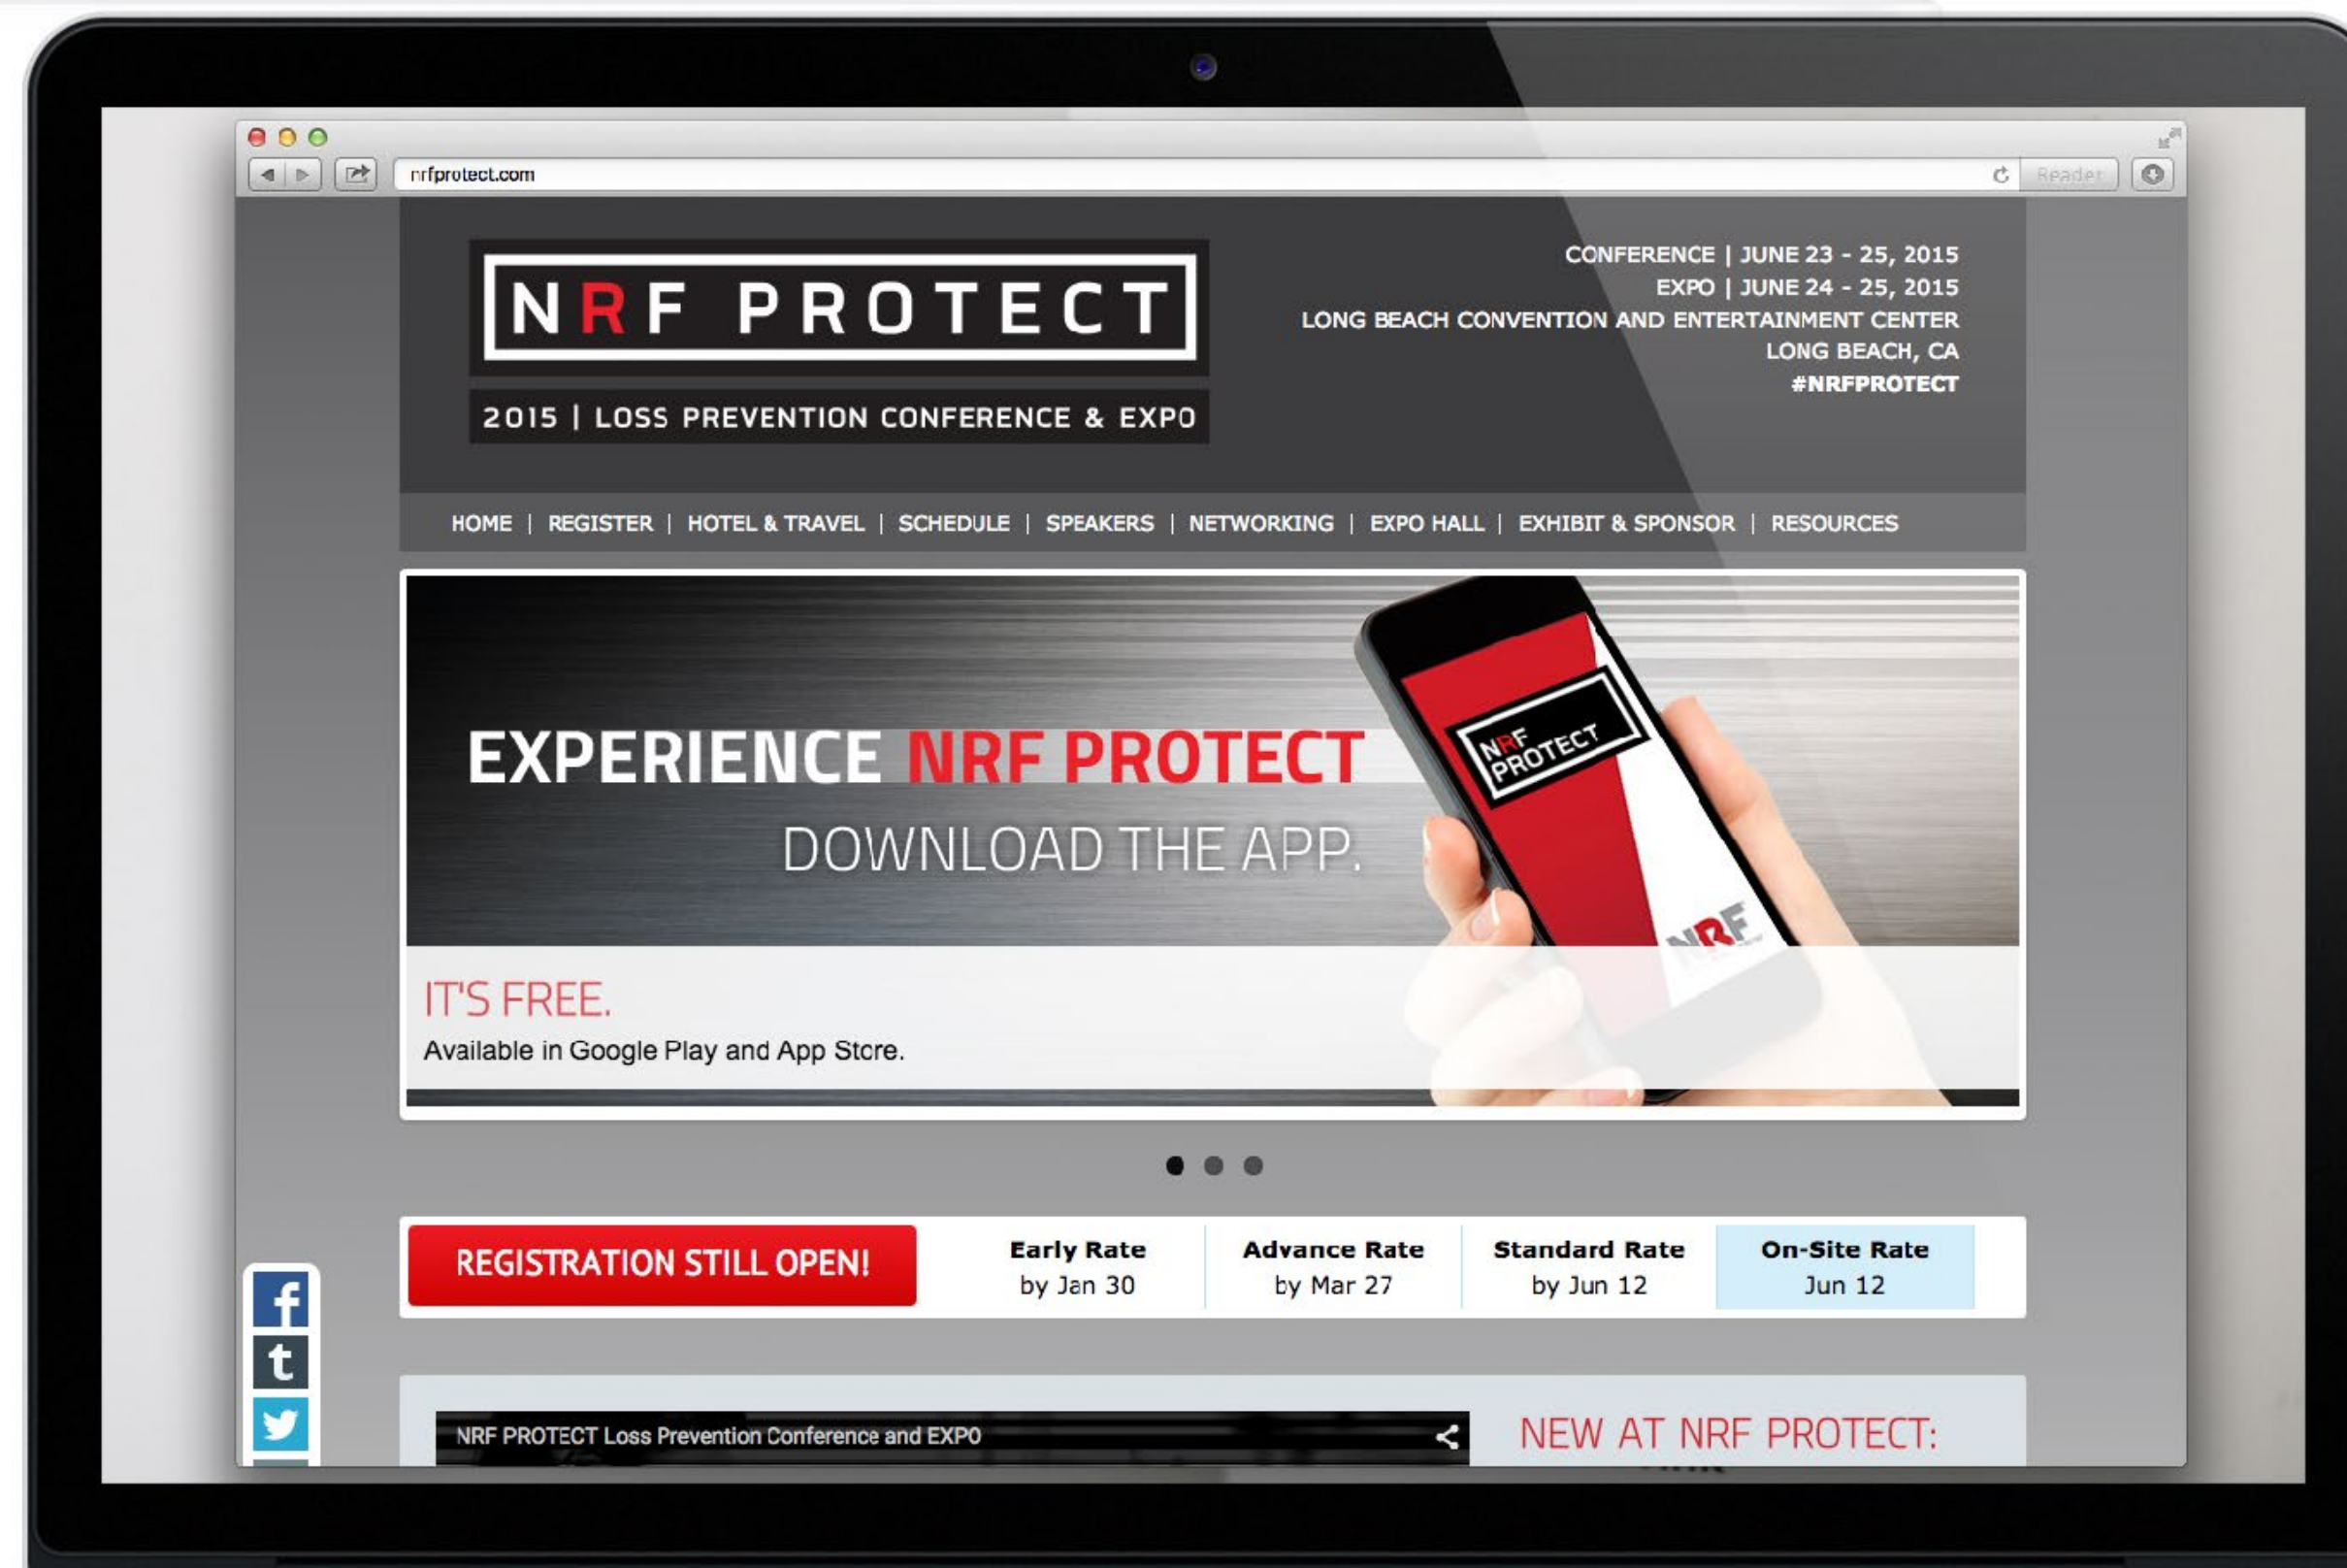 nrfprotect.com
Reader
NRF PROTECT
2015 | LOSS PREVENTION CONFERENCE & EXPO
CONFERENCE | JUNE 23 - 25, 2015
EXPO | JUNE 24 - 25, 2015
LONG BEACH CONVENTION AND ENTERTAINMENT CENTER
LONG BEACH, CA
#NRFPROTECT
HOME | REGISTER | HOTEL & TRAVEL | SCHEDULE | SPEAKERS | NETWORKING | EXPO HALL | EXHIBIT & SPONSOR | RESOURCES
EXPERIENCE NRF PROTECT
DOWNLOAD THE APP.
NRF
PROTECT
NRF
IT'S FREE.
Available in Google Play and App Store.
REGISTRATION STILL OPEN!
Early Rate
by Jan 30
Advance Rate
by Mar 27
Standard Rate
by Jun 12
On-Site Rate
Jun 12
f
t
NRF PROTECT Loss Prevention Conference and EXPO
NEW AT NRF PROTECT: